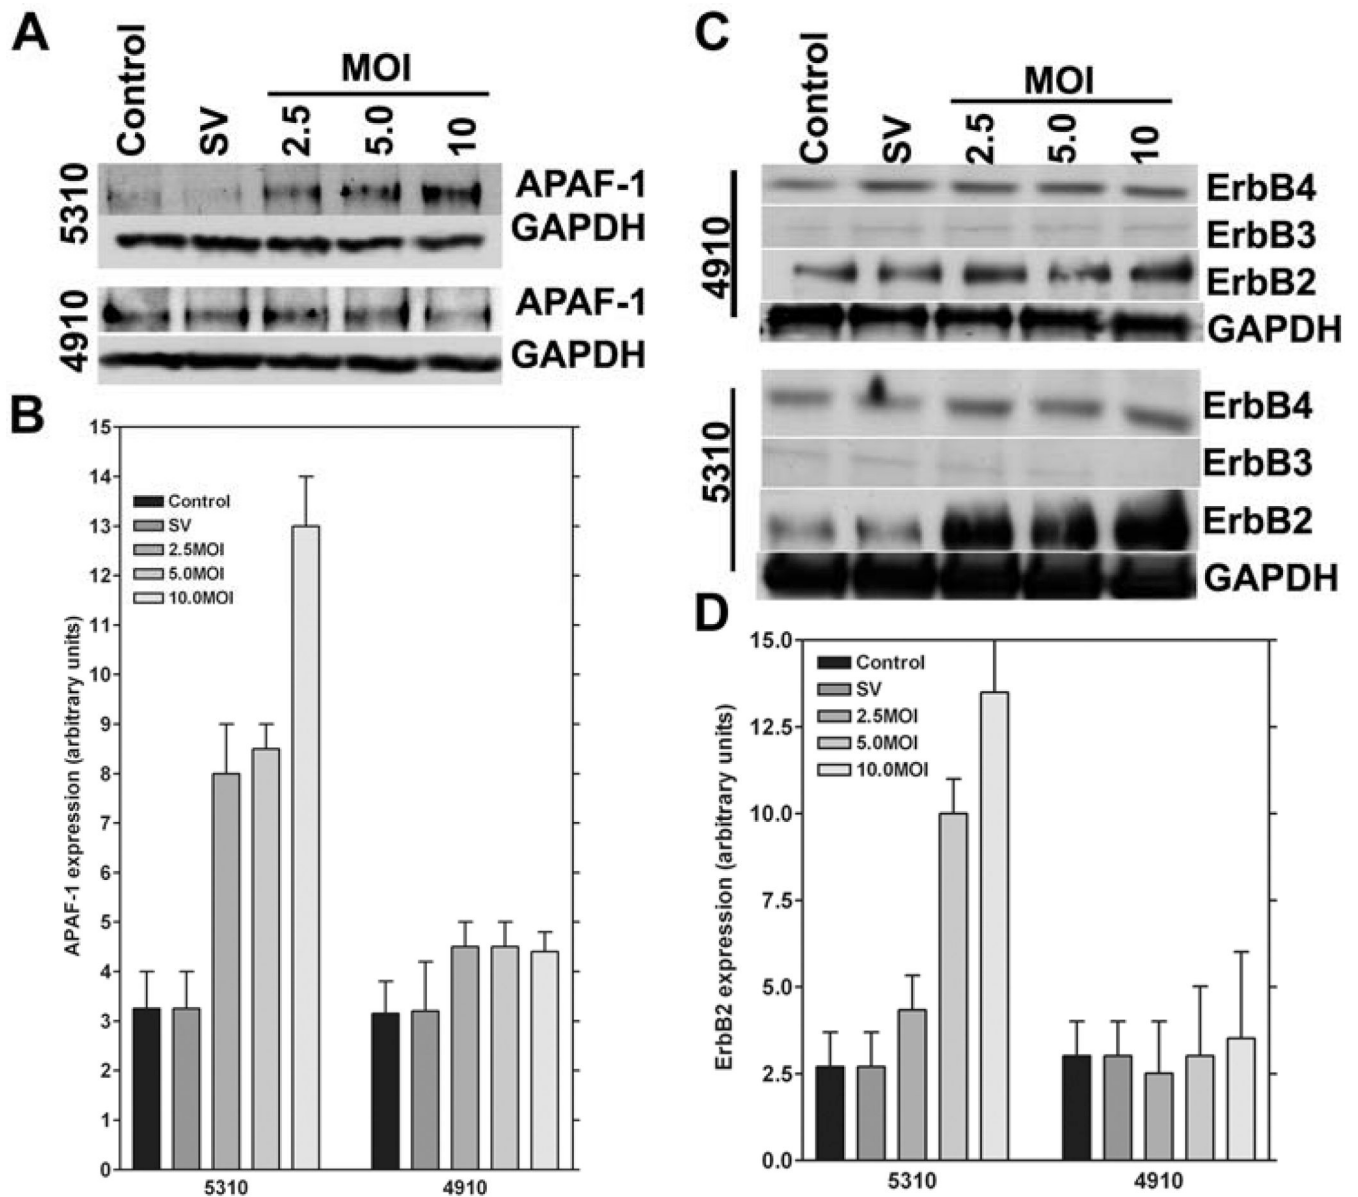 A
Control
SV
MOI
2.5
5.0
10
5310
APAF-1
GAPDH
4910
APAF-1
GAPDH
B
15
14
13
12
11
10
9
8
7
6
5
4
3
2
1
0
APAF-1 expression (arbitrary units)
Control
SV
2.5MOI
5.0MOI
10.0MOI
5310
4910
C
Control
SV
MOI
2.5
5.0
10
4910
ErbB4
ErbB3
ErbB2
GAPDH
5310
ErbB4
ErbB3
ErbB2
GAPDH
D
15.0
12.5
10.0
7.5
5.0
2.5
0.0
ErbB2 expression (arbitrary units)
Control
SV
2.5MOI
5.0MOI
10.0MOI
5310
4910